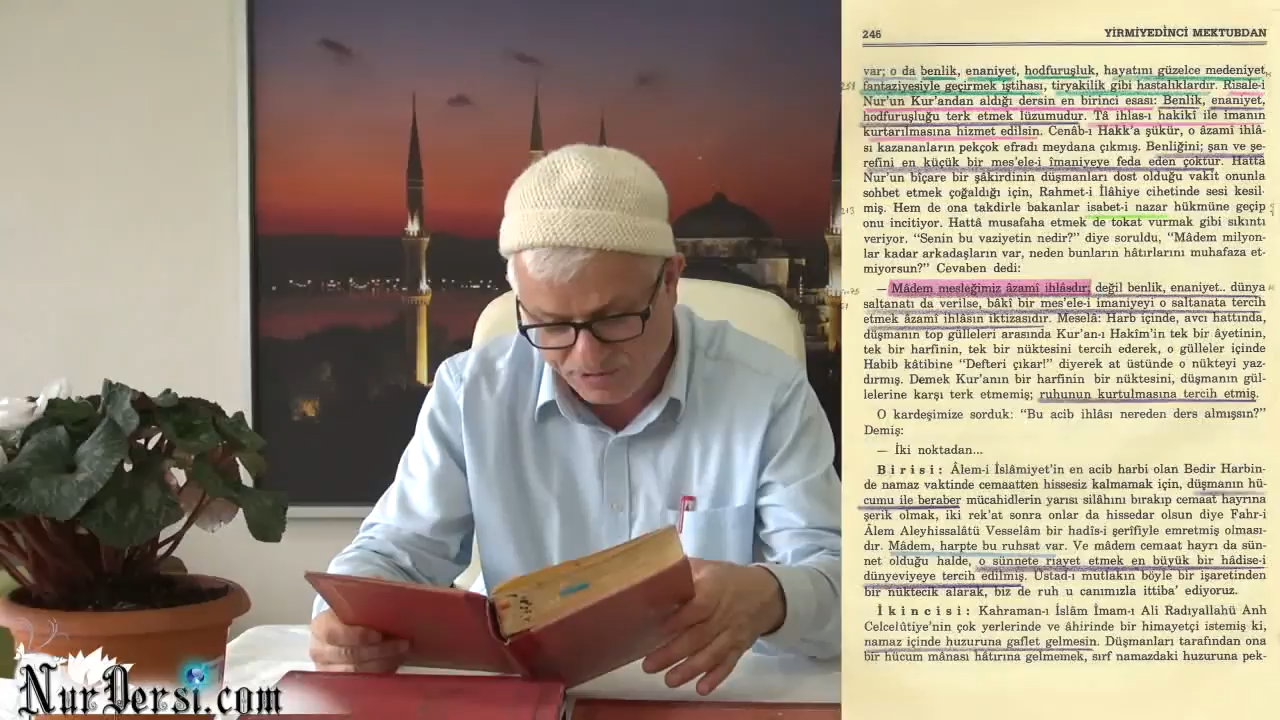 246 YİRMİYEDİNCİ MEKTUBDAN
var; o da benlik, enaniyet, hodfuruşluk, hayatını güzelce medeniyet
fantaziyesiyle geçirmek iştihası, tiryakilik gibi hastalıklardır. Risale-i
Nur'un Kur'andan aldığı dersin en birinci esası: Benlik, enaniyet,
hodfuruşluğu terk etmek lüzumudur. Tâ ihlas-ı hakikî ile imanın
kurtarılmasına hizmet edilsin. Cenâb-ı Hakk'a şükür, o âzamî ihlâ-
sı kazananların pekçok efradı meydana çıkmış. Benliğini; şan ve şe-
refini en küçük bir mes'ele-i îmaniyeye feda eden çoktur. Hattâ
Nur'un bîçare bir şâkirdinin düşmanları dost olduğu vakit onunla
sohbet etmek çoğaldığı için, Rahmet-i İlâhiye cihetinde sesi kesil-
miş. Hem de ona takdirle bakanlar isabet-i nazar hükmüne geçip
onu incitiyor. Hattâ musafaha etmek de tokat vurmak gibi sıkıntı
veriyor. "Senin bu vaziyetin nedir?" diye soruldu, "Mâdem milyon-
lar kadar arkadaşların var, neden bunların hâtırlarını muhafaza et-
miyorsun?" Cevaben dedi:
— Mâdem mesleğimiz âzamî ihlâsdır; değil benlik, enaniyet.. dünya
saltanatı da verilse, bâki bir mes'ele-i imaniyeyi o saltanata tercih
etmek âzamî ihlâsın iktizasıdır. Meselâ: Harb içinde, avcı hattında,
düşmanın top gülleleri arasında Kur'an-ı Hakîm'in tek bir âyetinin,
tek bir harfinin, tek bir nüktesini tercih ederek, o gülleler içinde
Habib kâtibine "Defteri çıkar!" diyerek at üstünde o nükteyi yaz-
dırmış. Demek Kur'anın bir harfinin bir nüktesini, düşmanın gül-
lelerine karşı terk etmemiş; ruhunun kurtulmasına tercih etmiş.
O kardeşimize sorduk: "Bu acib ihlâsı nereden ders almışsın?"
Demiş:
— İki noktadan...
Birisi: Âlem-i İslâmiyet'in en acib harbi olan Bedir Harbin-
de namaz vaktinde cemaatten hissesiz kalmamak için, düşmanın hü-
cumu ile beraber mücahidlerin yarısı silâhını bırakıp cemaat hayrına
şerik olmak, iki rek'at sonra onlar da hissedar olsun diye Fahr-i
Âlem Aleyhissalâtü Vesselâm bir hadîs-i şerîfiyle emretmiş olması-
dır. Mâdem, harpte bu ruhsat var. Ve mâdem cemaat hayrı da sün-
net olduğu halde, o sünnete riayet etmek en büyük bir hâdise-i
dünyeviyeye tercih edilmiş. Üstad-ı mutlakın böyle bir işaretinden
bir nüktecik alarak, biz de ruh u canımızla ittiba' ediyoruz.
İkincisi: Kahraman-ı İslâm İmam-ı Ali Radıyallahü Anh
Celcelûtiye'nin çok yerlerinde ve âhirinde bir himayetçi istemiş ki,
namaz içinde huzuruna gaflet gelmesin. Düşmanları tarafından ona
bir hücum mânası hâtırına gelmemek, sırf namazdaki huzuruna pek-
NurDersi.com